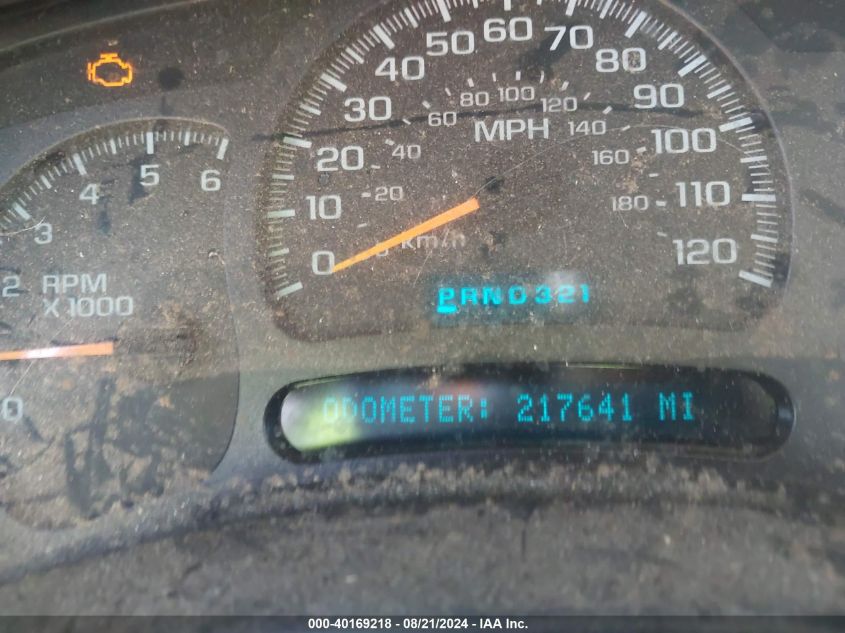 0 10 20 30 40 50 60 70 80 90 100 110 120
20 40 60 80 100 120 140 160 180
MPH
km/h
0 2 3 4 5 6
RPM
X1000
PRND321
ODOMETER: 217641 MI
000-40169218 - 08/21/2024 - IAA Inc.